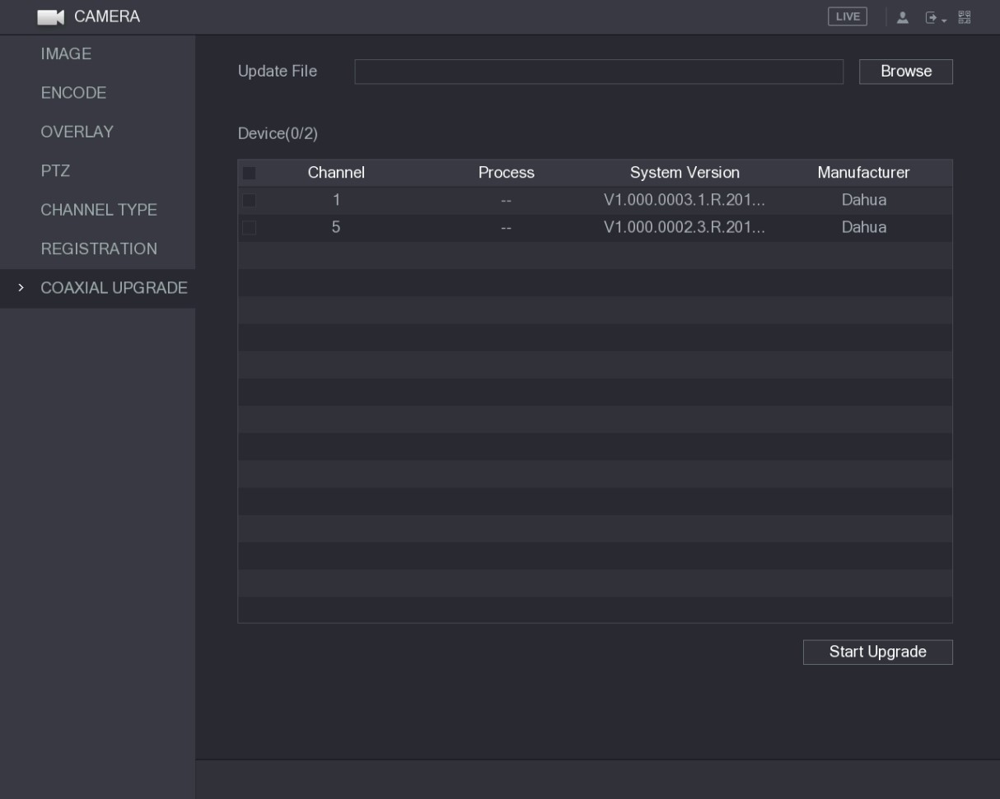 CAMERA LIVE
IMAGE
ENCODE
OVERLAY
PTZ
CHANNEL TYPE
REGISTRATION
> COAXIAL UPGRADE
Update File Browse
Device(0/2)
Channel Process System Version Manufacturer
1 -- V1.000.0003.1.R.201... Dahua
5 -- V1.000.0002.3.R.201... Dahua
Start Upgrade